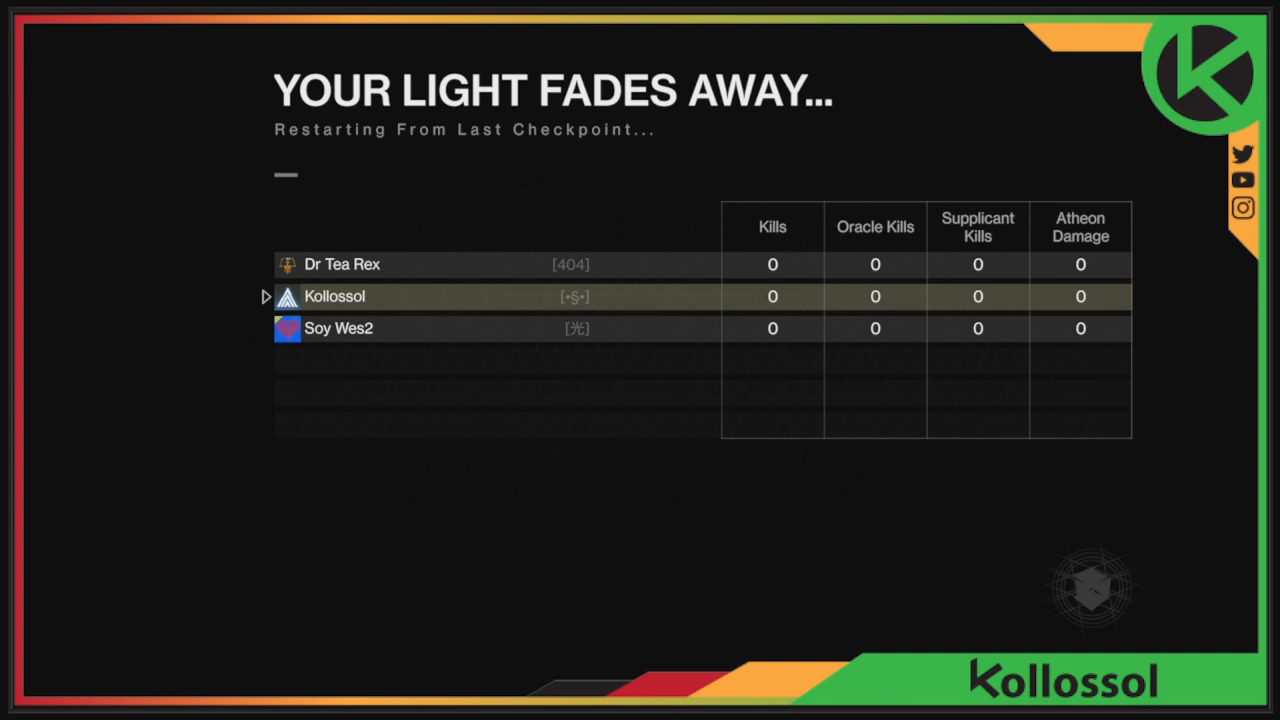 YOUR LIGHT FADES AWAY...
Restarting From Last Checkpoint...
Kills Oracle Kills Supplicant Kills Atheon Damage
Dr Tea Rex [404] 0 0 0 0
Kollossol [•§•] 0 0 0 0
Soy Wes2 [光] 0 0 0 0
Kollossol